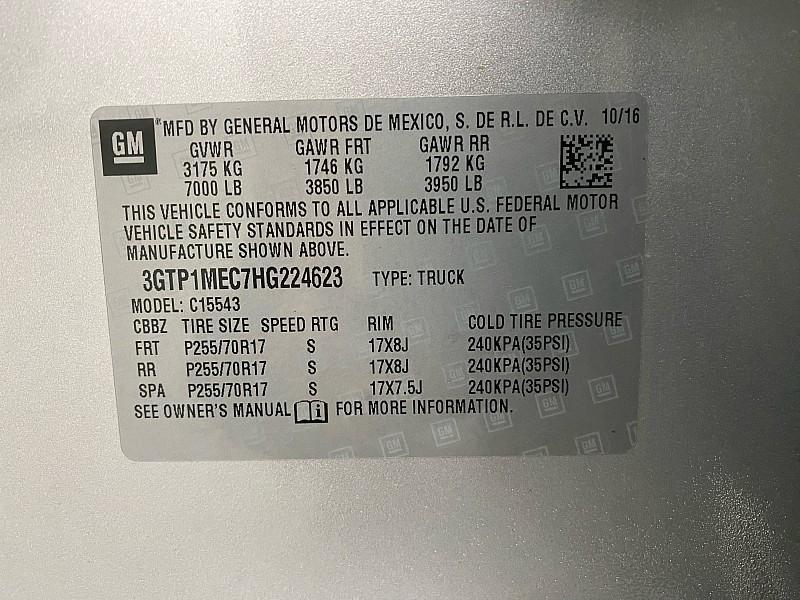 GM ® MFD BY GENERAL MOTORS DE MEXICO, S. DE R.L. DE C.V. 10/16
GVWR GAWR FRT GAWR RR
3175 KG 1746 KG 1792 KG
7000 LB 3850 LB 3950 LB
THIS VEHICLE CONFORMS TO ALL APPLICABLE U.S. FEDERAL MOTOR
VEHICLE SAFETY STANDARDS IN EFFECT ON THE DATE OF
MANUFACTURE SHOWN ABOVE.
3GTP1MEC7HG224623 TYPE: TRUCK
MODEL: C15543
CBBZ TIRE SIZE SPEED RTG RIM COLD TIRE PRESSURE
FRT P255/70R17 S 17X8J 240KPA(35PSI)
RR P255/70R17 S 17X8J 240KPA(35PSI)
SPA P255/70R17 S 17X7.5J 240KPA(35PSI)
SEE OWNER'S MANUAL FOR MORE INFORMATION.